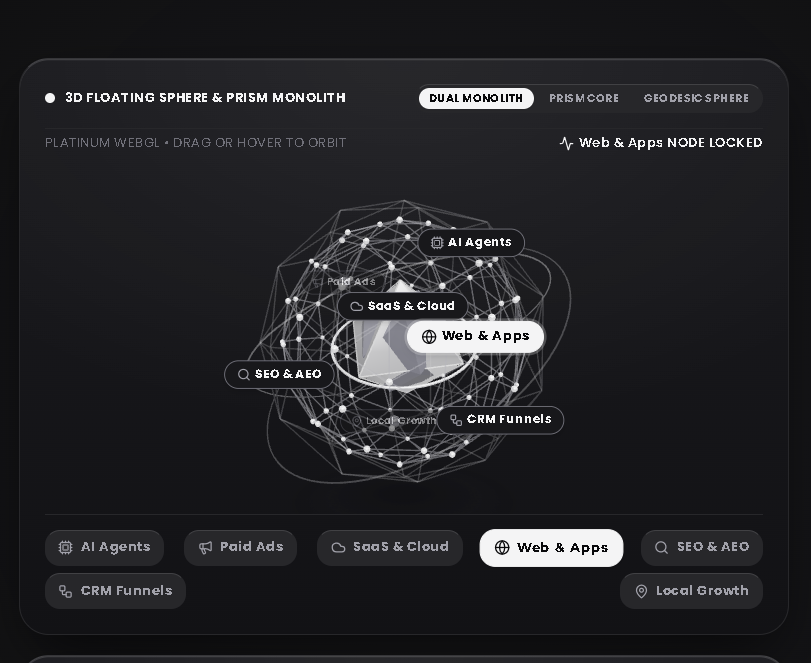 3D FLOATING SPHERE & PRISM MONOLITH
DUAL MONOLITH
PRISM CORE
GEODESIC SPHERE
PLATINUM WEBGL • DRAG OR HOVER TO ORBIT
Web & Apps NODE LOCKED
AI Agents
Paid Ads
SaaS & Cloud
Web & Apps
SEO & AEO
Local Growth
CRM Funnels
AI Agents
Paid Ads
SaaS & Cloud
Web & Apps
SEO & AEO
CRM Funnels
Local Growth